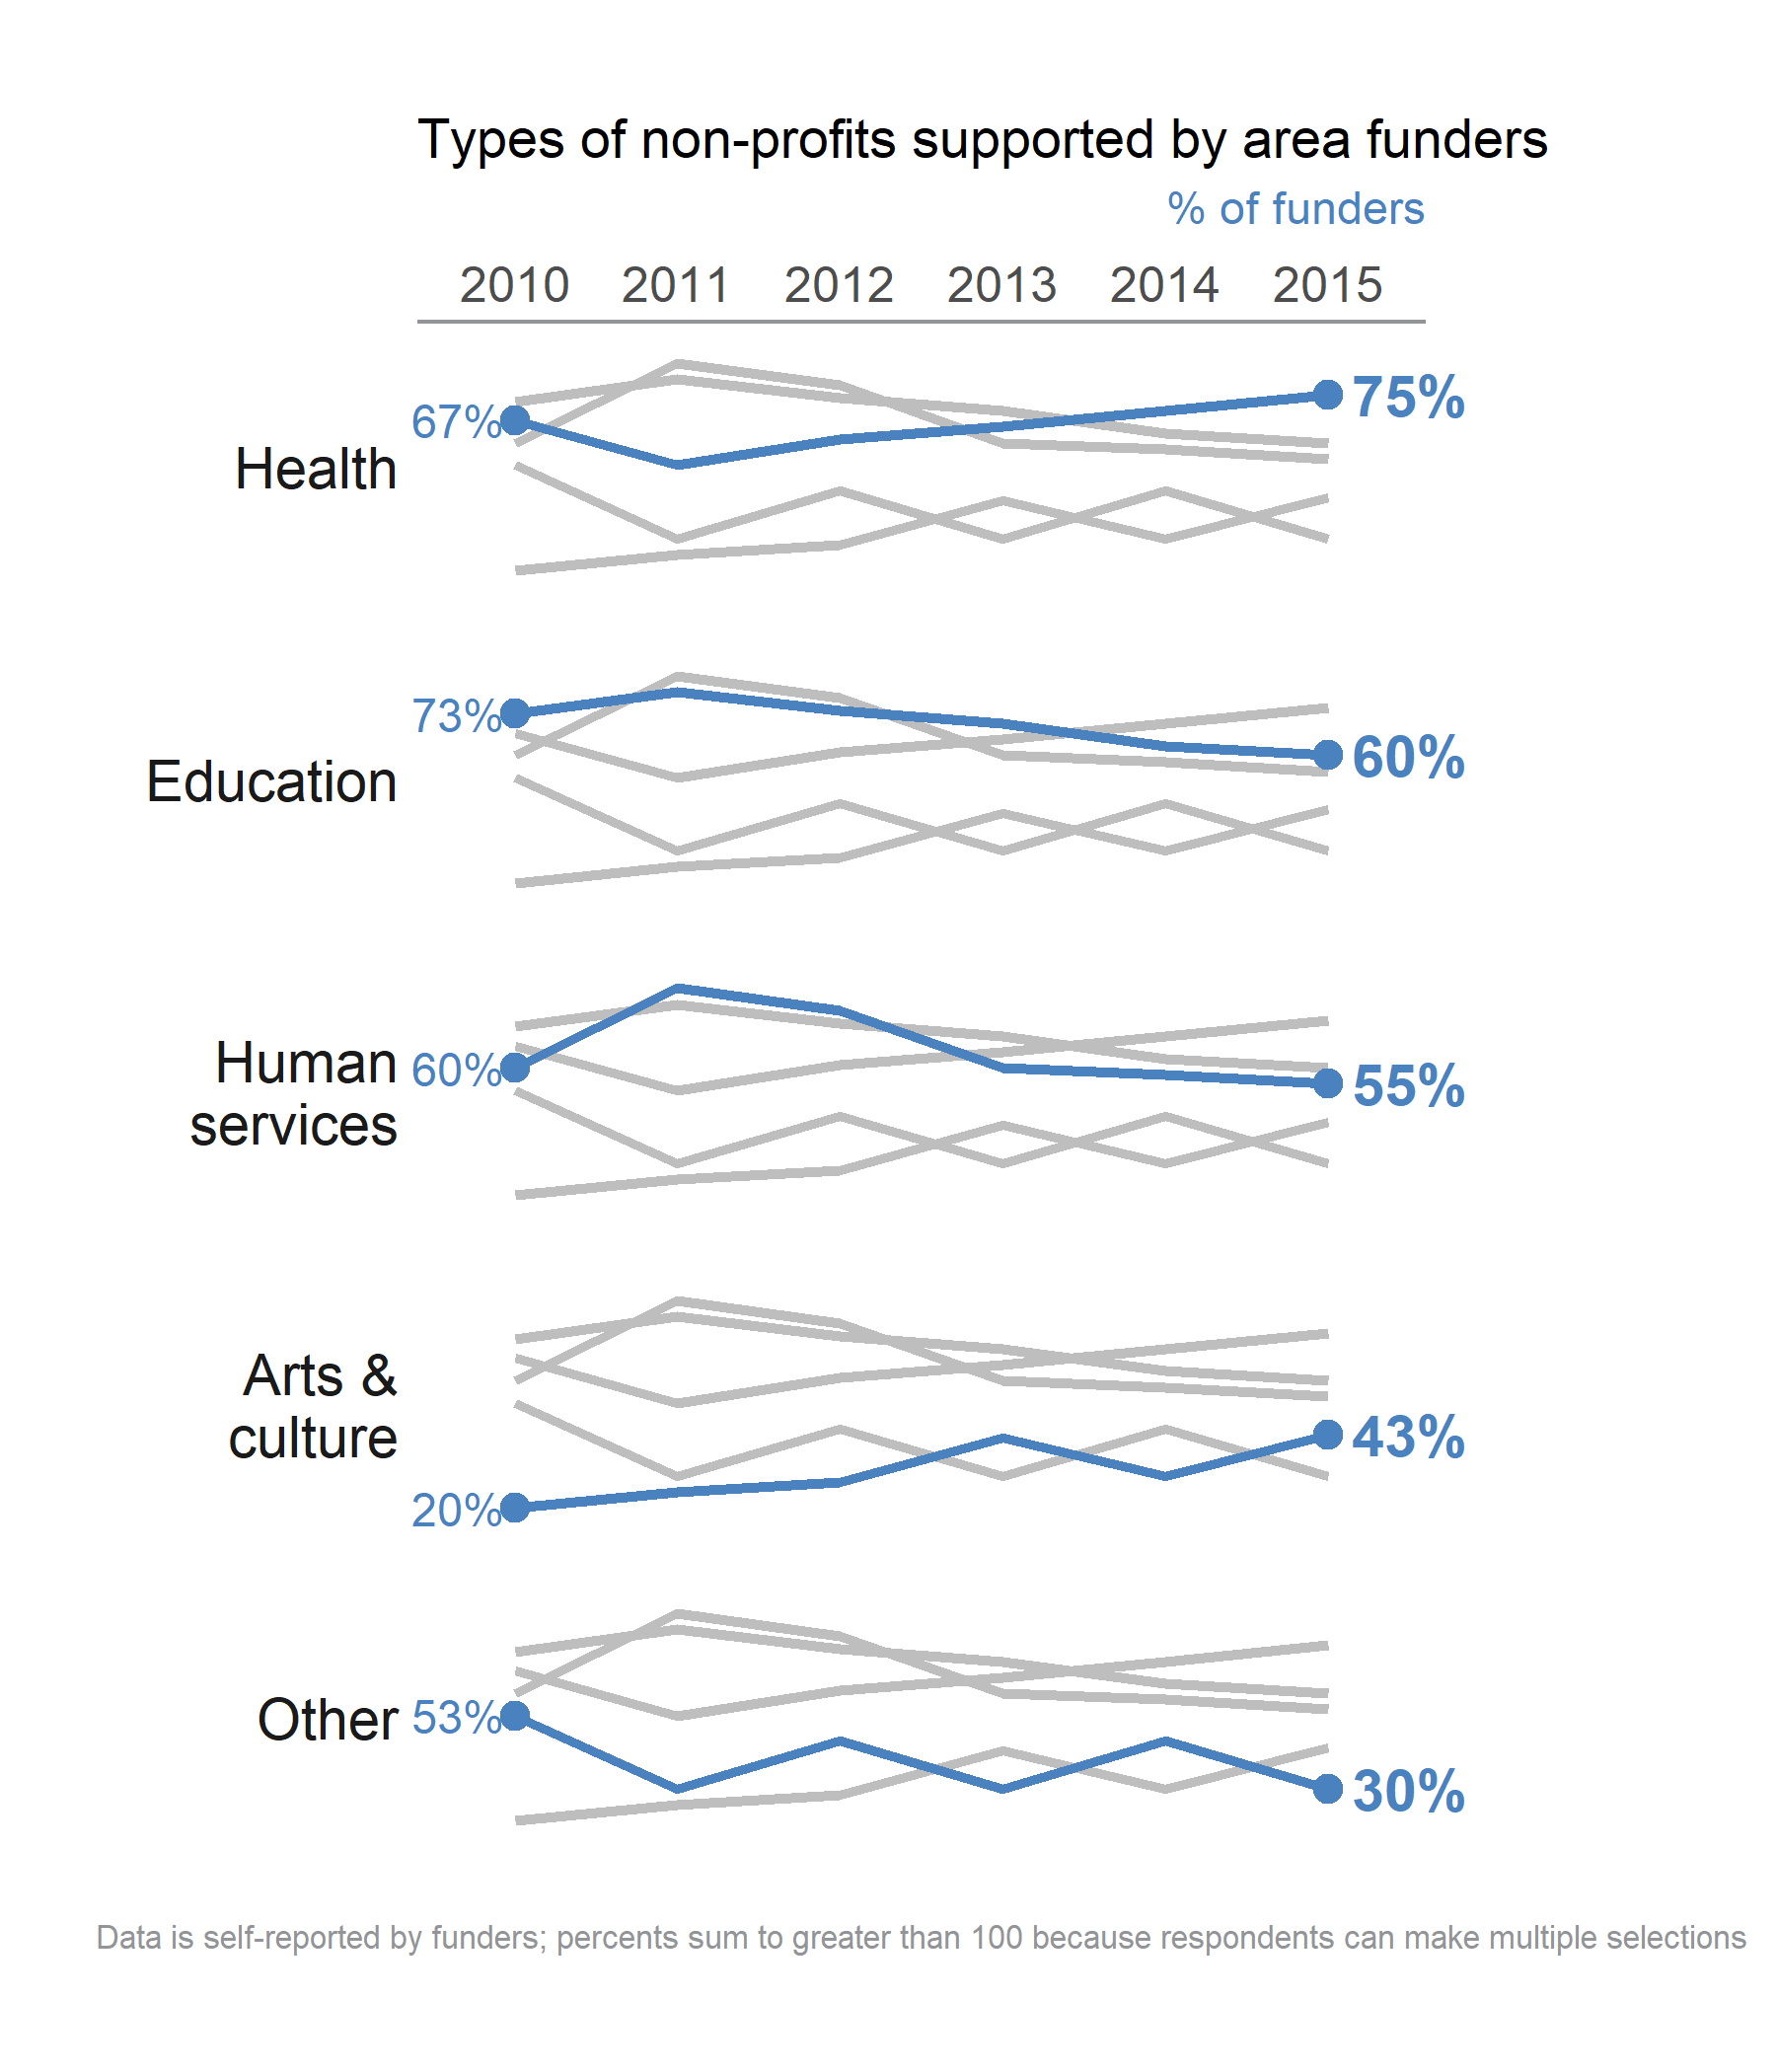 Types of non-profits supported by area funders
% of funders
2010 2011 2012 2013 2014 2015
67% 75%
Health
73% 60%
Education
Human
60% 55%
services
Arts &
culture
43%
20%
Other 53%
30%
Data is self-reported by funders; percents sum to greater than 100 because respondents can make multiple selections